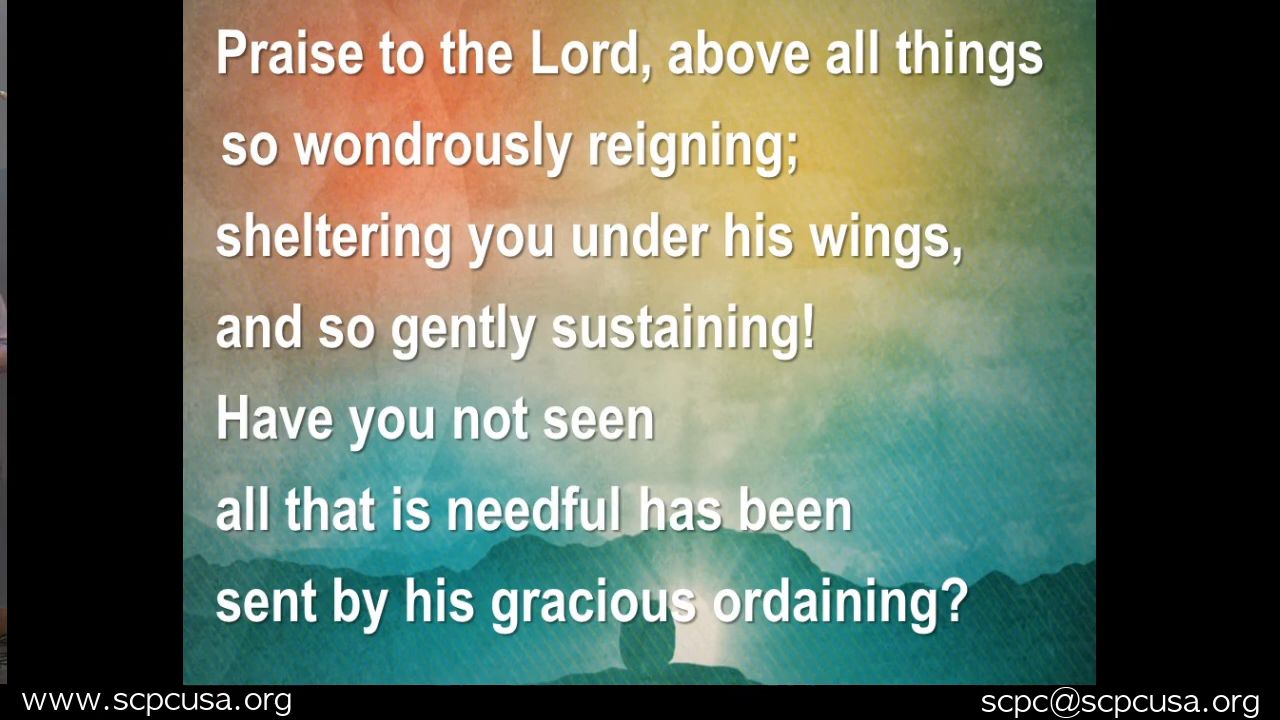 Praise to the Lord, above all things
so wondrously reigning;
sheltering you under his wings,
and so gently sustaining!
Have you not seen
all that is needful has been
sent by his gracious ordaining?
www.scpcusa.org
scpc@scpcusa.org